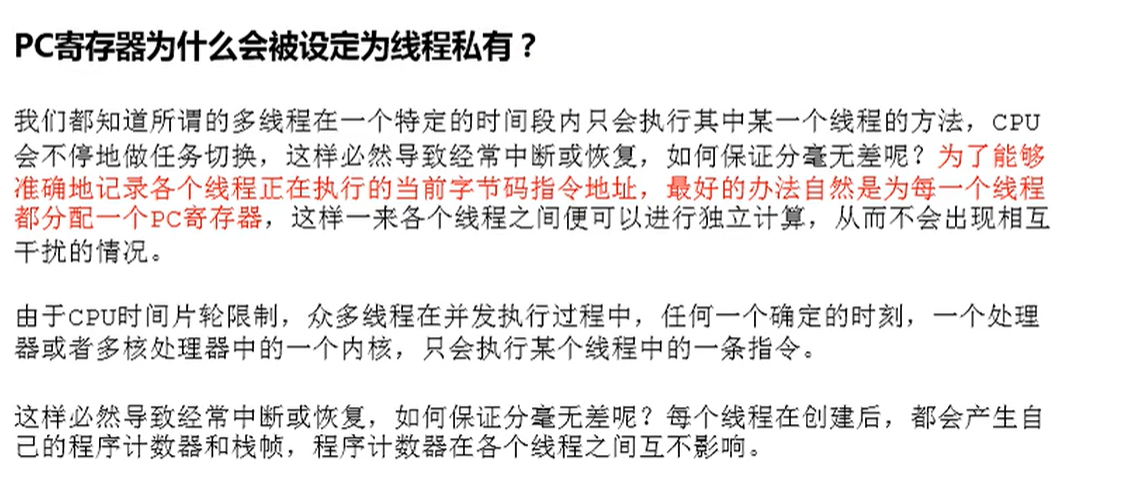 PC寄存器为什么会被设定为线程私有？
我们都知道所谓的多线程在一个特定的时间段内只会执行其中某一个线程的方法，CPU
会不停地做任务切换，这样必然导致经常中断或恢复，如何保证分毫无差呢？为了能够
准确地记录各个线程正在执行的当前字节码指令地址，最好的办法自然是为每一个线程
都分配一个PC寄存器，这样一来各个线程之间便可以进行独立计算，从而不会出现相互
干扰的情况。
由于CPU时间片轮限制，众多线程在并发执行过程中，任何一个确定的时刻，一个处理
器或者多核处理器中的一个内核，只会执行某个线程中的一条指令。
这样必然导致经常中断或恢复，如何保证分毫无差呢？每个线程在创建后，都会产生自
己的程序计数器和栈帧，程序计数器在各个线程之间互不影响。